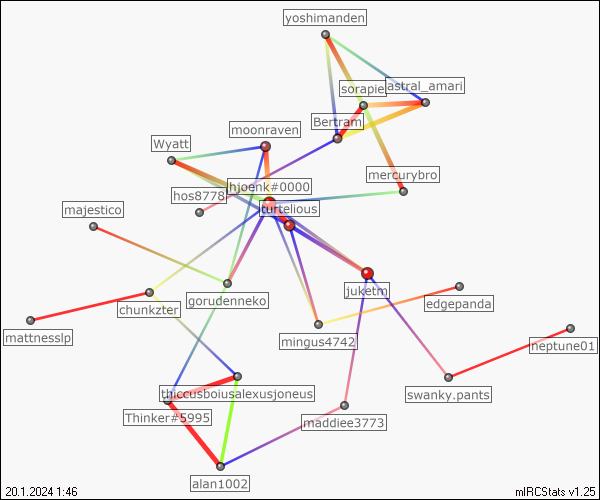 yoshimanden
sorapie
astral_amari
Bertram
moonraven
Wyatt
mercurybro
hjoenk#0000
hos8778
turtelious
majestico
juketm
gorudenneko
edgepanda
chunkzter
mattnesslp
mingus4742
neptune01
swanky.pants
thiccusboiusalexusjoneus
Thinker#5995
maddiee3773
alan1002
20.1.2024 1:46
mIRCStats v1.25